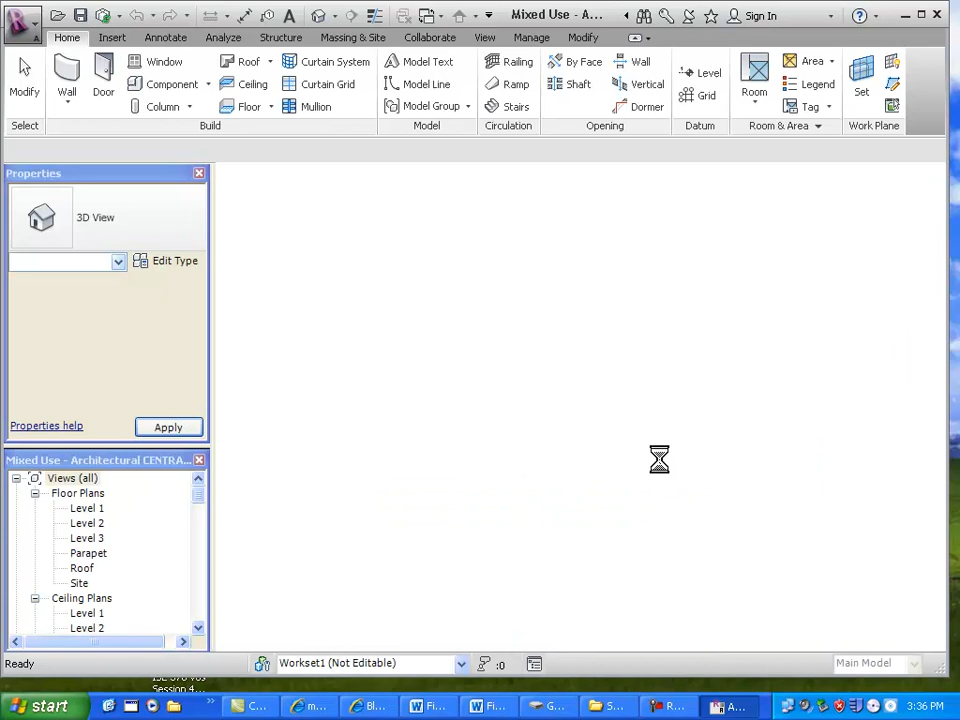 Mixed Use - A...
Sign In
Home Insert Annotate Analyze Structure Massing & Site Collaborate View Manage Modify
Window Roof Curtain System Model Text Railing By Face Wall Level Area
Modify Wall Door Component Ceiling Curtain Grid Model Line Ramp Shaft Vertical Grid Room Legend Set
Column Floor Mullion Model Group Stairs Dormer Tag
Select Build Model Circulation Opening Datum Room & Area Work Plane
Properties
3D View
Edit Type
Properties help Apply
Mixed Use - Architectural CENTRA...
Views (all)
Floor Plans
Level 1
Level 2
Level 3
Parapet
Roof
Site
Ceiling Plans
Level 1
Level 2
Ready Workset1 (Not Editable) :0 Main Model
Session 4...
start C... m... Bl... Fi... Fi... G... S... R... A... 3:36 PM